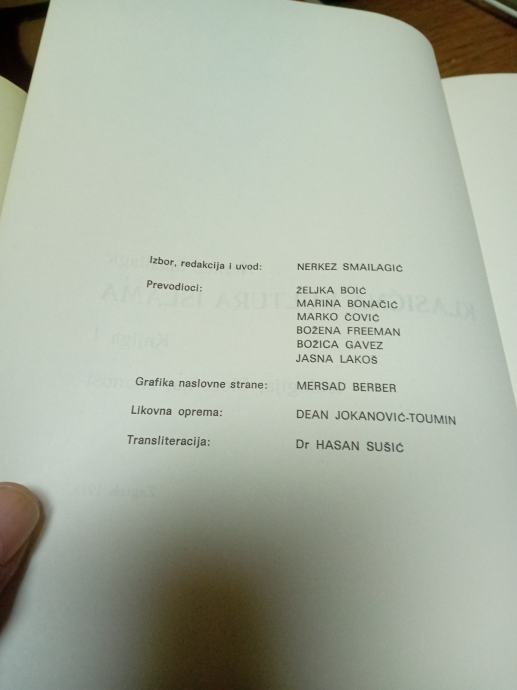 Izbor, redakcija i uvod: NERKEZ SMAILAGIĆ
Prevodioci: ŽELJKA BOIĆ
MARINA BONAČIĆ
MARKO ČOVIĆ
BOŽENA FREEMAN
BOŽICA GAVEZ
JASNA LAKOŠ
Grafika naslovne strane: MERSAD BERBER
Likovna oprema: DEAN JOKANOVIĆ-TOUMIN
Transliteracija: Dr HASAN SUŠIĆ